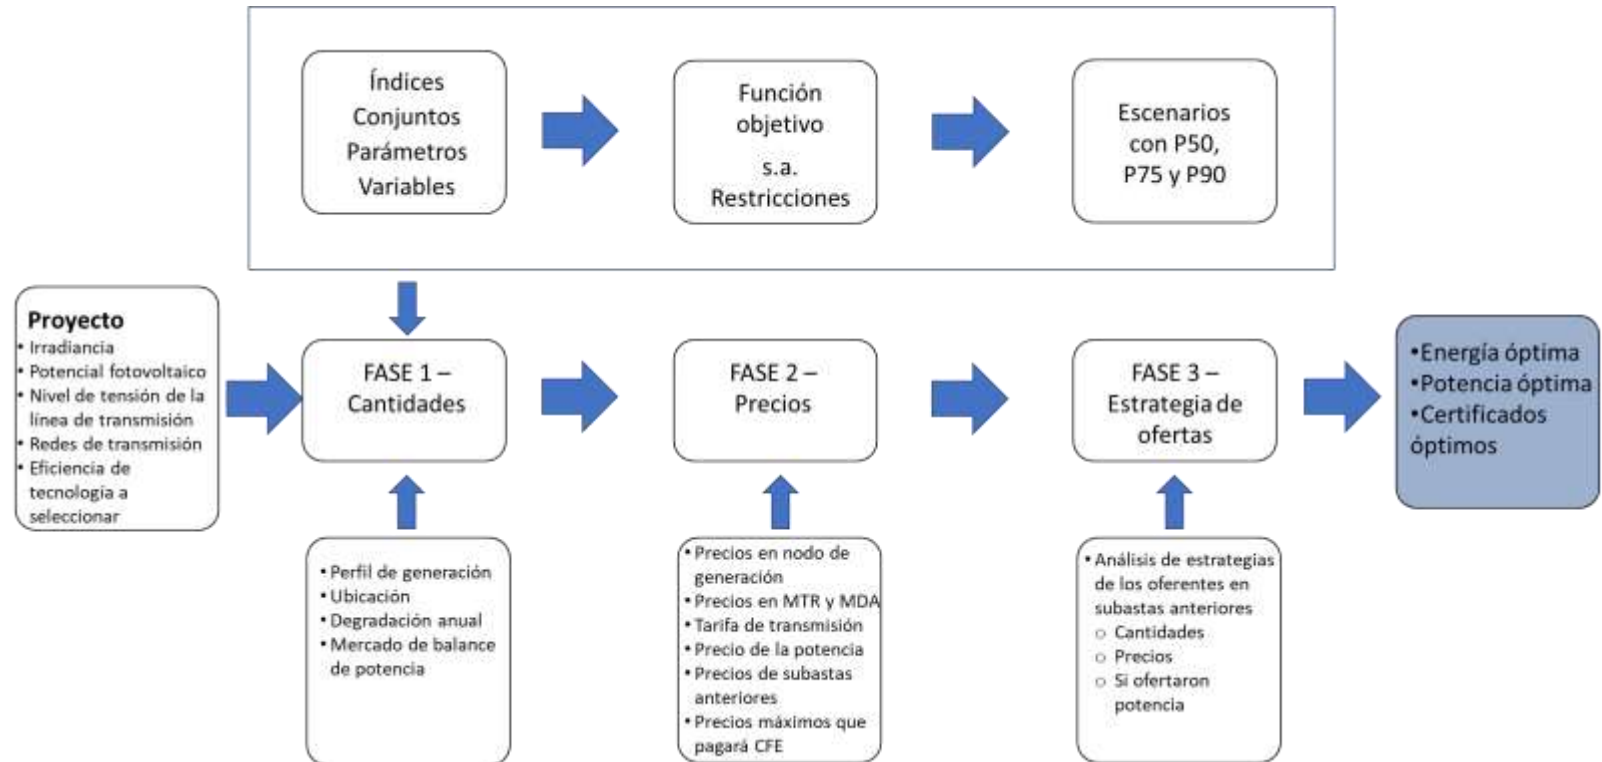 Índices
Conjuntos
Parámetros
Variables
Función
objetivo
s.a.
Restricciones
Escenarios
con P50,
P75 y P90
Proyecto
• Irradiancia
• Potencial fotovoltaico
• Nivel de tensión de la
línea de transmisión
• Redes de transmisión
• Eficiencia de
tecnología a
seleccionar
FASE 1 –
Cantidades
FASE 2 –
Precios
FASE 3 –
Estrategia de
ofertas
•Energía óptima
•Potencia óptima
•Certificados
óptimos
• Perfil de generación
• Ubicación
• Degradación anual
• Mercado de balance
de potencia
• Precios en nodo de
generación
• Precios en MTR y MDA
• Tarifa de transmisión
• Precio de la potencia
• Precios de subastas
anteriores
• Precios máximos que
pagará CFE
• Análisis de estrategias
de los oferentes en
subastas anteriores
o Cantidades
o Precios
o Si ofertaron
potencia